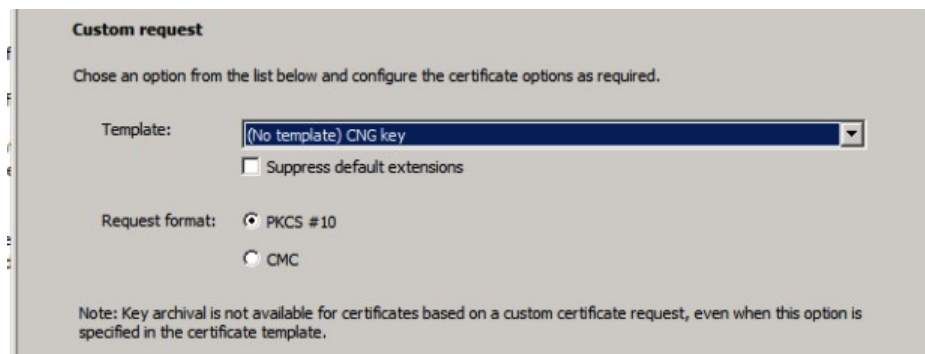 Custom request
Chose an option from the list below and configure the certificate options as required.
Template:
(No template) CNG key
Suppress default extensions
Request format:
PKCS #10
CMC
Note: Key archival is not available for certificates based on a custom certificate request, even when this option is
specified in the certificate template.